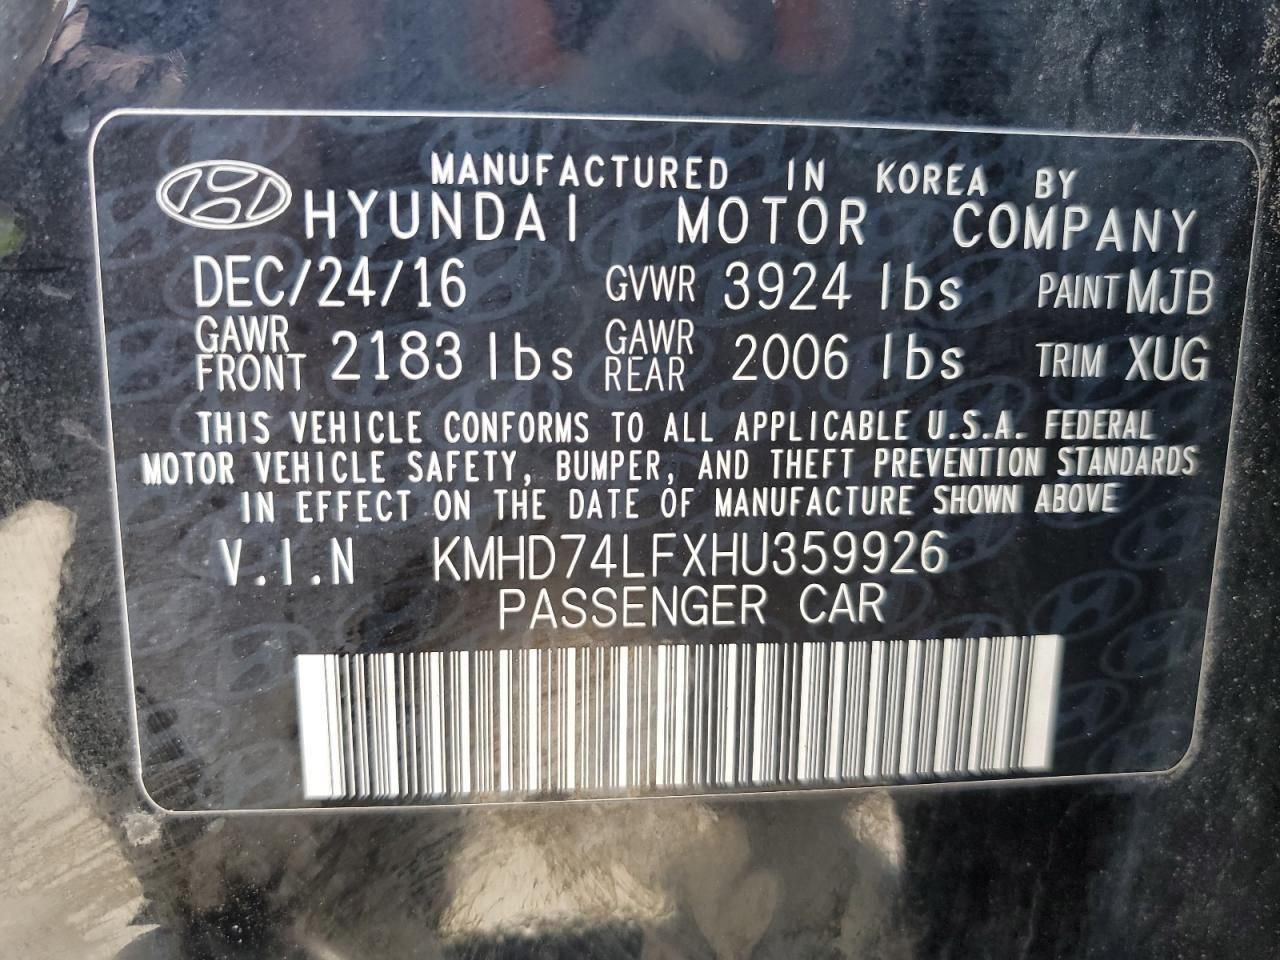 MANUFACTURED IN KOREA BY
HYUNDAI MOTOR COMPANY
DEC/24/16 GVWR 3924 lbs PAINT MJB
GAWR FRONT 2183 lbs GAWR REAR 2006 lbs TRIM XUG
THIS VEHICLE CONFORMS TO ALL APPLICABLE U.S.A. FEDERAL
MOTOR VEHICLE SAFETY, BUMPER, AND THEFT PREVENTION STANDARDS
IN EFFECT ON THE DATE OF MANUFACTURE SHOWN ABOVE
V.I.N KMHD74LFXHU359926
PASSENGER CAR